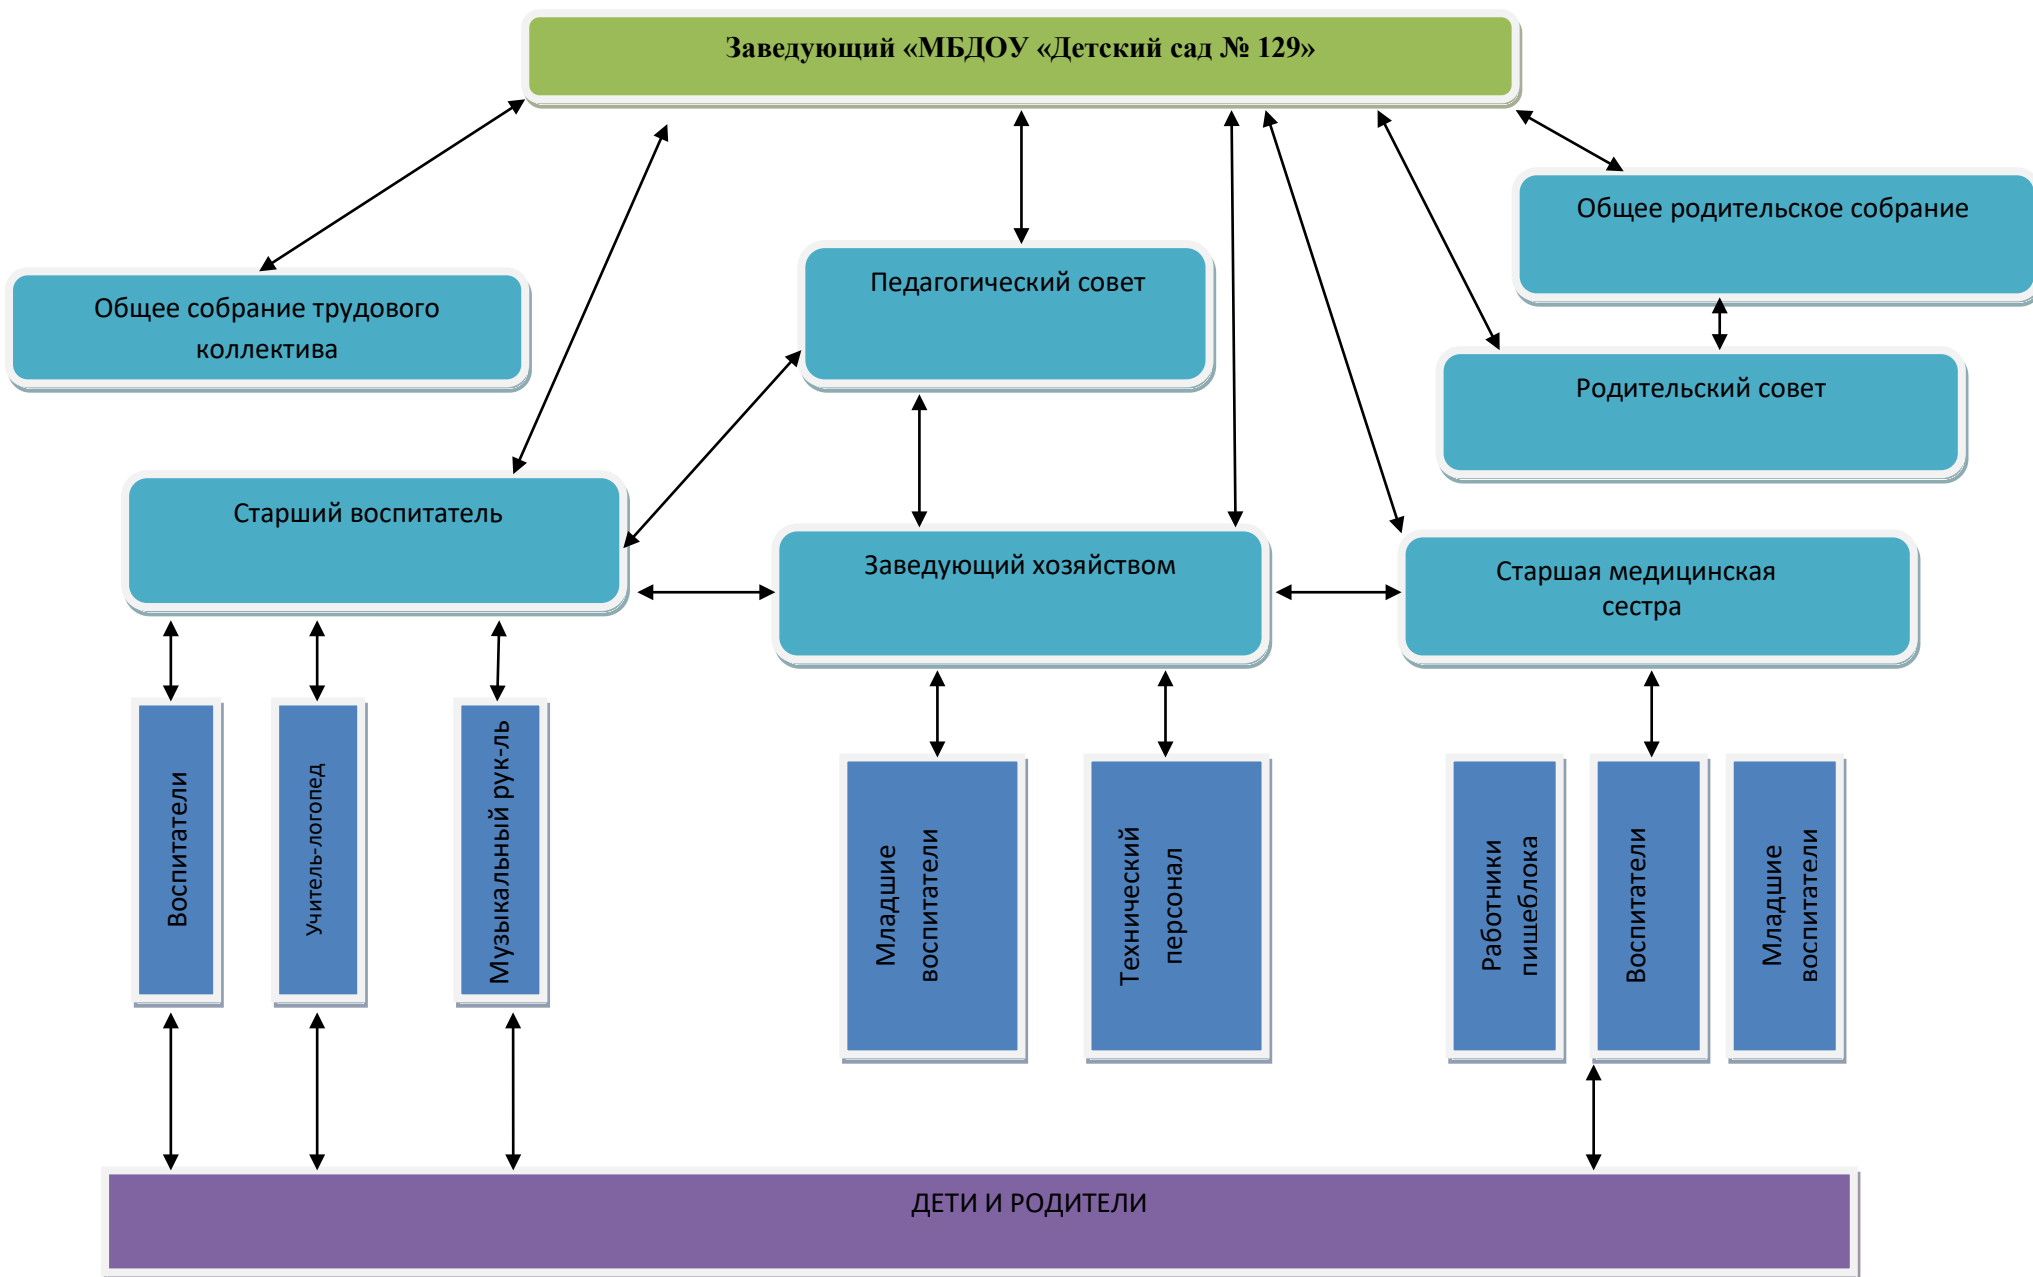 Заведующий «МБДОУ «Детский сад № 129»
Общее родительское собрание
Педагогический совет
Общее собрание трудового
коллектива
Родительский совет
Старший воспитатель
Заведующий хозяйством
Старшая медицинская
сестра
Воспитатели
Учитель-логопед
Музыкальный рук-ль
Младшие
воспитатели
Технический
персонал
Работники
пишеблока
Воспитатели
Младшие
воспитатели
ДЕТИ И РОДИТЕЛИ